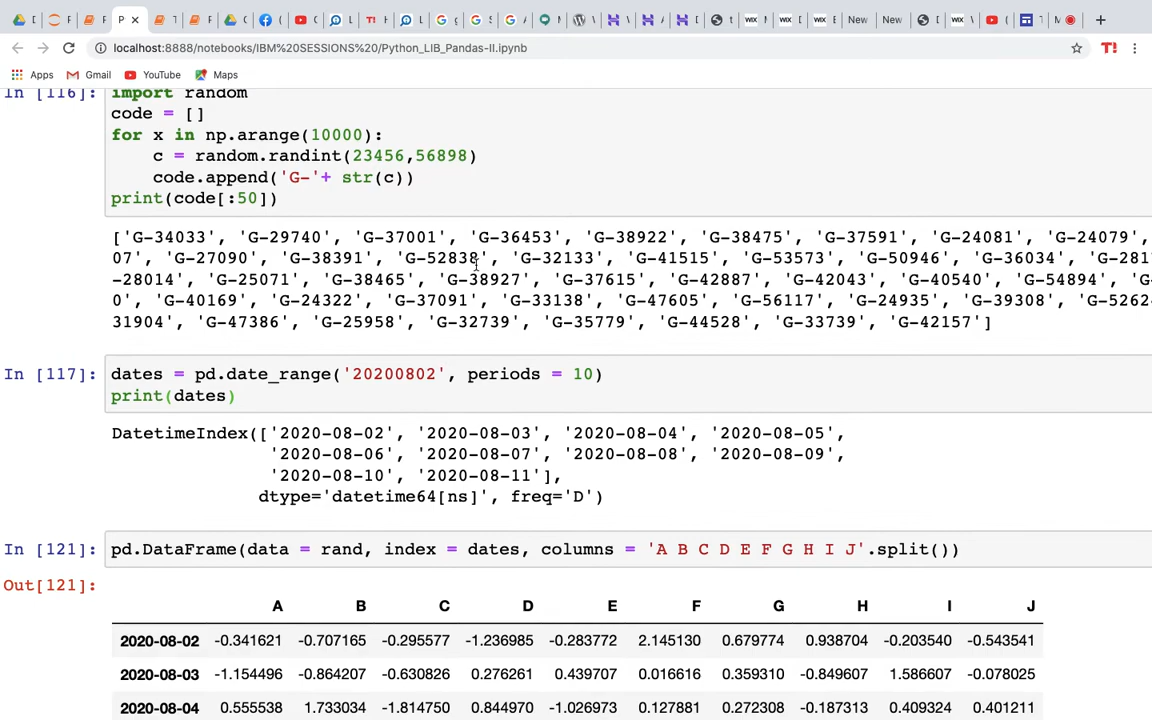 localhost:8888/notebooks/IBM%20SESSIONS%20/Python_LIB_Pandas-II.ipynb
Apps Gmail YouTube Maps
In [116]: import random
code = []
for x in np.arange(10000):
c = random.randint(23456,56898)
code.append('G-'+ str(c))
print(code[:50])
['G-34033', 'G-29740', 'G-37001', 'G-36453', 'G-38922', 'G-38475', 'G-37591', 'G-24081', 'G-24079',
07', 'G-27090', 'G-38391', 'G-52838', 'G-32133', 'G-41515', 'G-53573', 'G-50946', 'G-36034', 'G-281
-28014', 'G-25071', 'G-38465', 'G-38927', 'G-37615', 'G-42887', 'G-42043', 'G-40540', 'G-54894', 'G
0', 'G-40169', 'G-24322', 'G-37091', 'G-33138', 'G-47605', 'G-56117', 'G-24935', 'G-39308', 'G-5262
31904', 'G-47386', 'G-25958', 'G-32739', 'G-35779', 'G-44528', 'G-33739', 'G-42157']
In [117]: dates = pd.date_range('20200802', periods = 10)
print(dates)
DatetimeIndex(['2020-08-02', '2020-08-03', '2020-08-04', '2020-08-05',
'2020-08-06', '2020-08-07', '2020-08-08', '2020-08-09',
'2020-08-10', '2020-08-11'],
dtype='datetime64[ns]', freq='D')
In [121]: pd.DataFrame(data = rand, index = dates, columns = 'A B C D E F G H I J'.split())
Out[121]:
A B C D E F G H I J
2020-08-02 -0.341621 -0.707165 -0.295577 -1.236985 -0.283772 2.145130 0.679774 0.938704 -0.203540 -0.543541
2020-08-03 -1.154496 -0.864207 -0.630826 0.276261 0.439707 0.016616 0.359310 -0.849607 1.586607 -0.078025
2020-08-04 0.555538 1.733034 -1.814750 0.844970 -1.026973 0.127881 0.272308 -0.187313 0.409324 0.401211